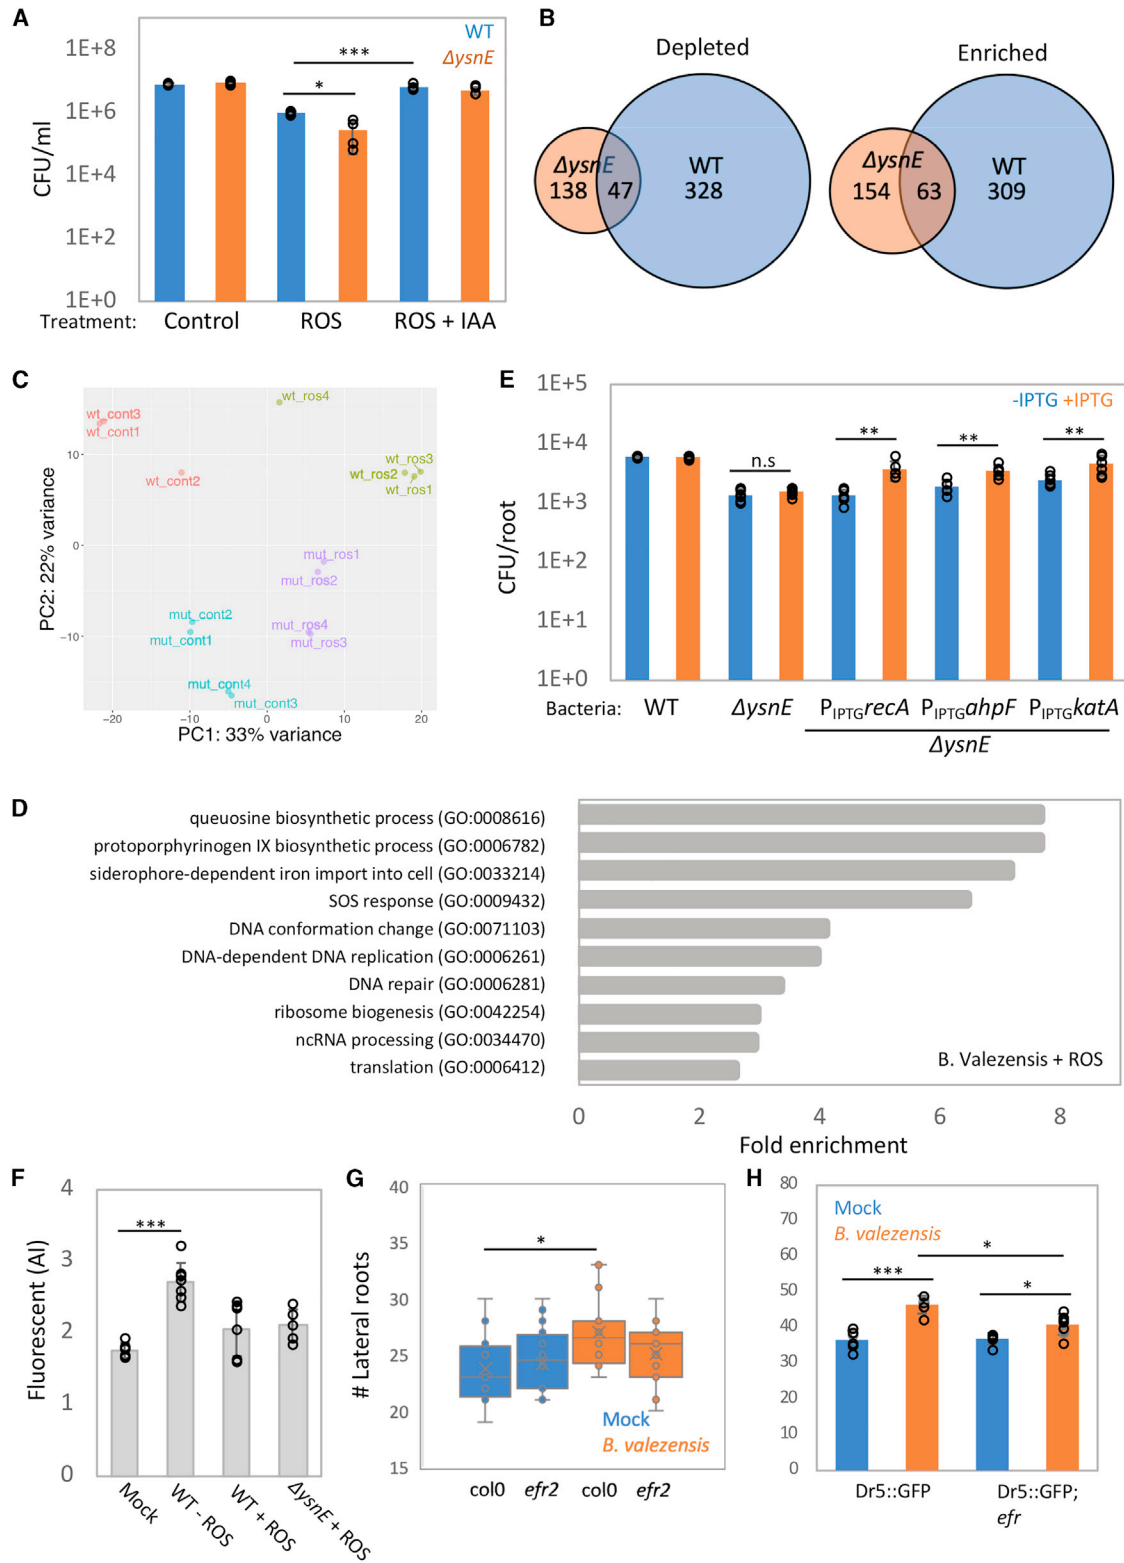 A
WT
ΔysnE
1E+8
1E+6
1E+4
1E+2
1E+0
CFU/ml
***
*
Treatment:
Control
ROS
ROS + IAA
B
Depleted
Enriched
ΔysnE
138
47
WT
328
ΔysnE
154
63
WT
309
C
wt_ros4
wt_cont3
wt_cont1
wt_cont2
wt_ros3
wt_ros2
wt_ros1
mut_ros1
mut_ros2
mut_cont2
mut_cont1
mut_ros4
mut_ros3
mut_cont4
mut_cont3
10
0
-10
PC2: 22% variance
-20
-10
0
10
20
PC1: 33% variance
E
1E+5
1E+4
1E+3
1E+2
1E+1
1E+0
CFU/root
-IPTG +IPTG
n.s
**
**
**
Bacteria:
WT
ΔysnE
PIPTGrecA
PIPTGahpF
PIPTGkatA
ΔysnE
D
queuosine biosynthetic process (GO:0008616)
protoporphyrinogen IX biosynthetic process (GO:0006782)
siderophore-dependent iron import into cell (GO:0033214)
SOS response (GO:0009432)
DNA conformation change (GO:0071103)
DNA-dependent DNA replication (GO:0006261)
DNA repair (GO:0006281)
ribosome biogenesis (GO:0042254)
ncRNA processing (GO:0034470)
translation (GO:0006412)
B. Valezensis + ROS
0
2
4
6
8
Fold enrichment
F
4
3
2
1
0
Fluorescent (AI)
***
Mock
WT - ROS
WT + ROS
ΔysnE + ROS
G
40
35
30
25
20
15
# Lateral roots
*
Mock
B. valezensis
col0
efr2
col0
efr2
H
80
70
60
50
40
30
20
10
0
Mock
B. valezensis
***
*
*
Dr5::GFP
Dr5::GFP;
efr